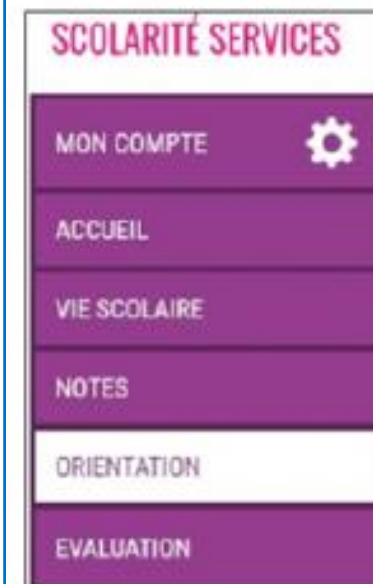 SCOLARITÉ SERVICES
MON COMPTE
ACCUEIL
VIE SCOLAIRE
NOTES
ORIENTATION
EVALUATION